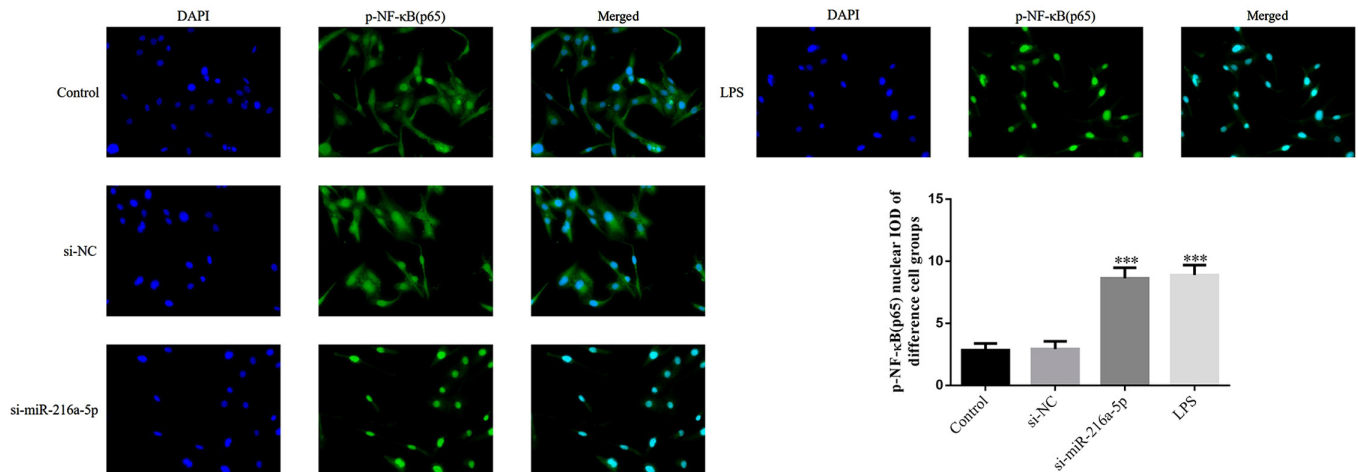 DAPI p-NF-κB(p65) Merged
Control
si-NC
si-miR-216a-5p
DAPI p-NF-κB(p65) Merged
LPS
p-NF-κB(p65) nuclear IOD of
difference cell groups
15
10
5
0
*** ***
Control si-NC si-miR-216a-5p LPS